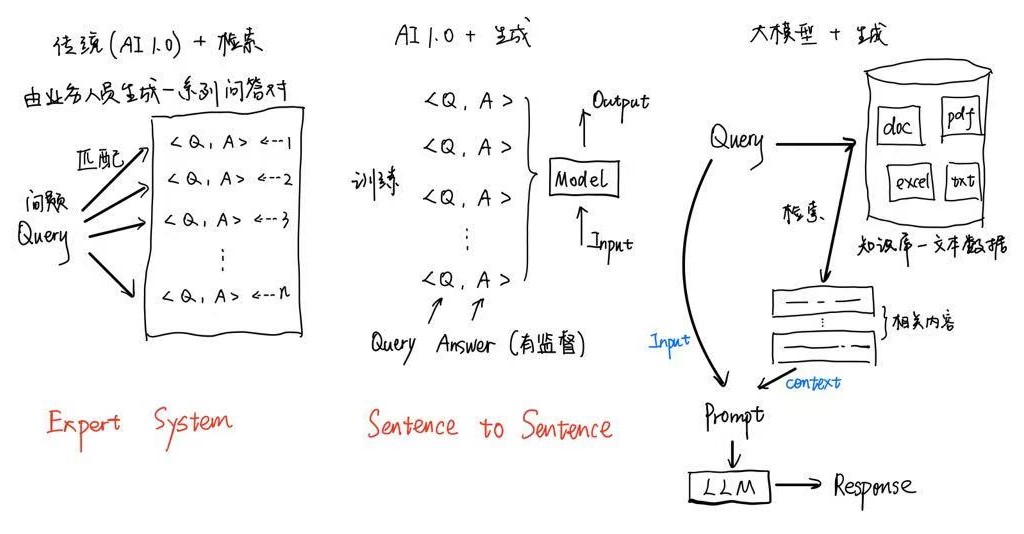 传统(AI 1.0) + 检索
由业务人员生成一系列问答对
匹配
问题
Query
<Q, A> <--1
<Q, A> <--2
<Q, A> <--3
⋮
<Q, A> <--n
Expert System
AI 1.0 + 生成
训练
<Q, A>
<Q, A>
<Q, A>
⋮
<Q, A>
Query Answer (有监督)
Output
Model
Input
Sentence to Sentence
大模型 + 生成
Query
doc
pdf
excel
txt
知识库-文本数据
检索
相关内容
Input
context
Prompt
LLM
Response